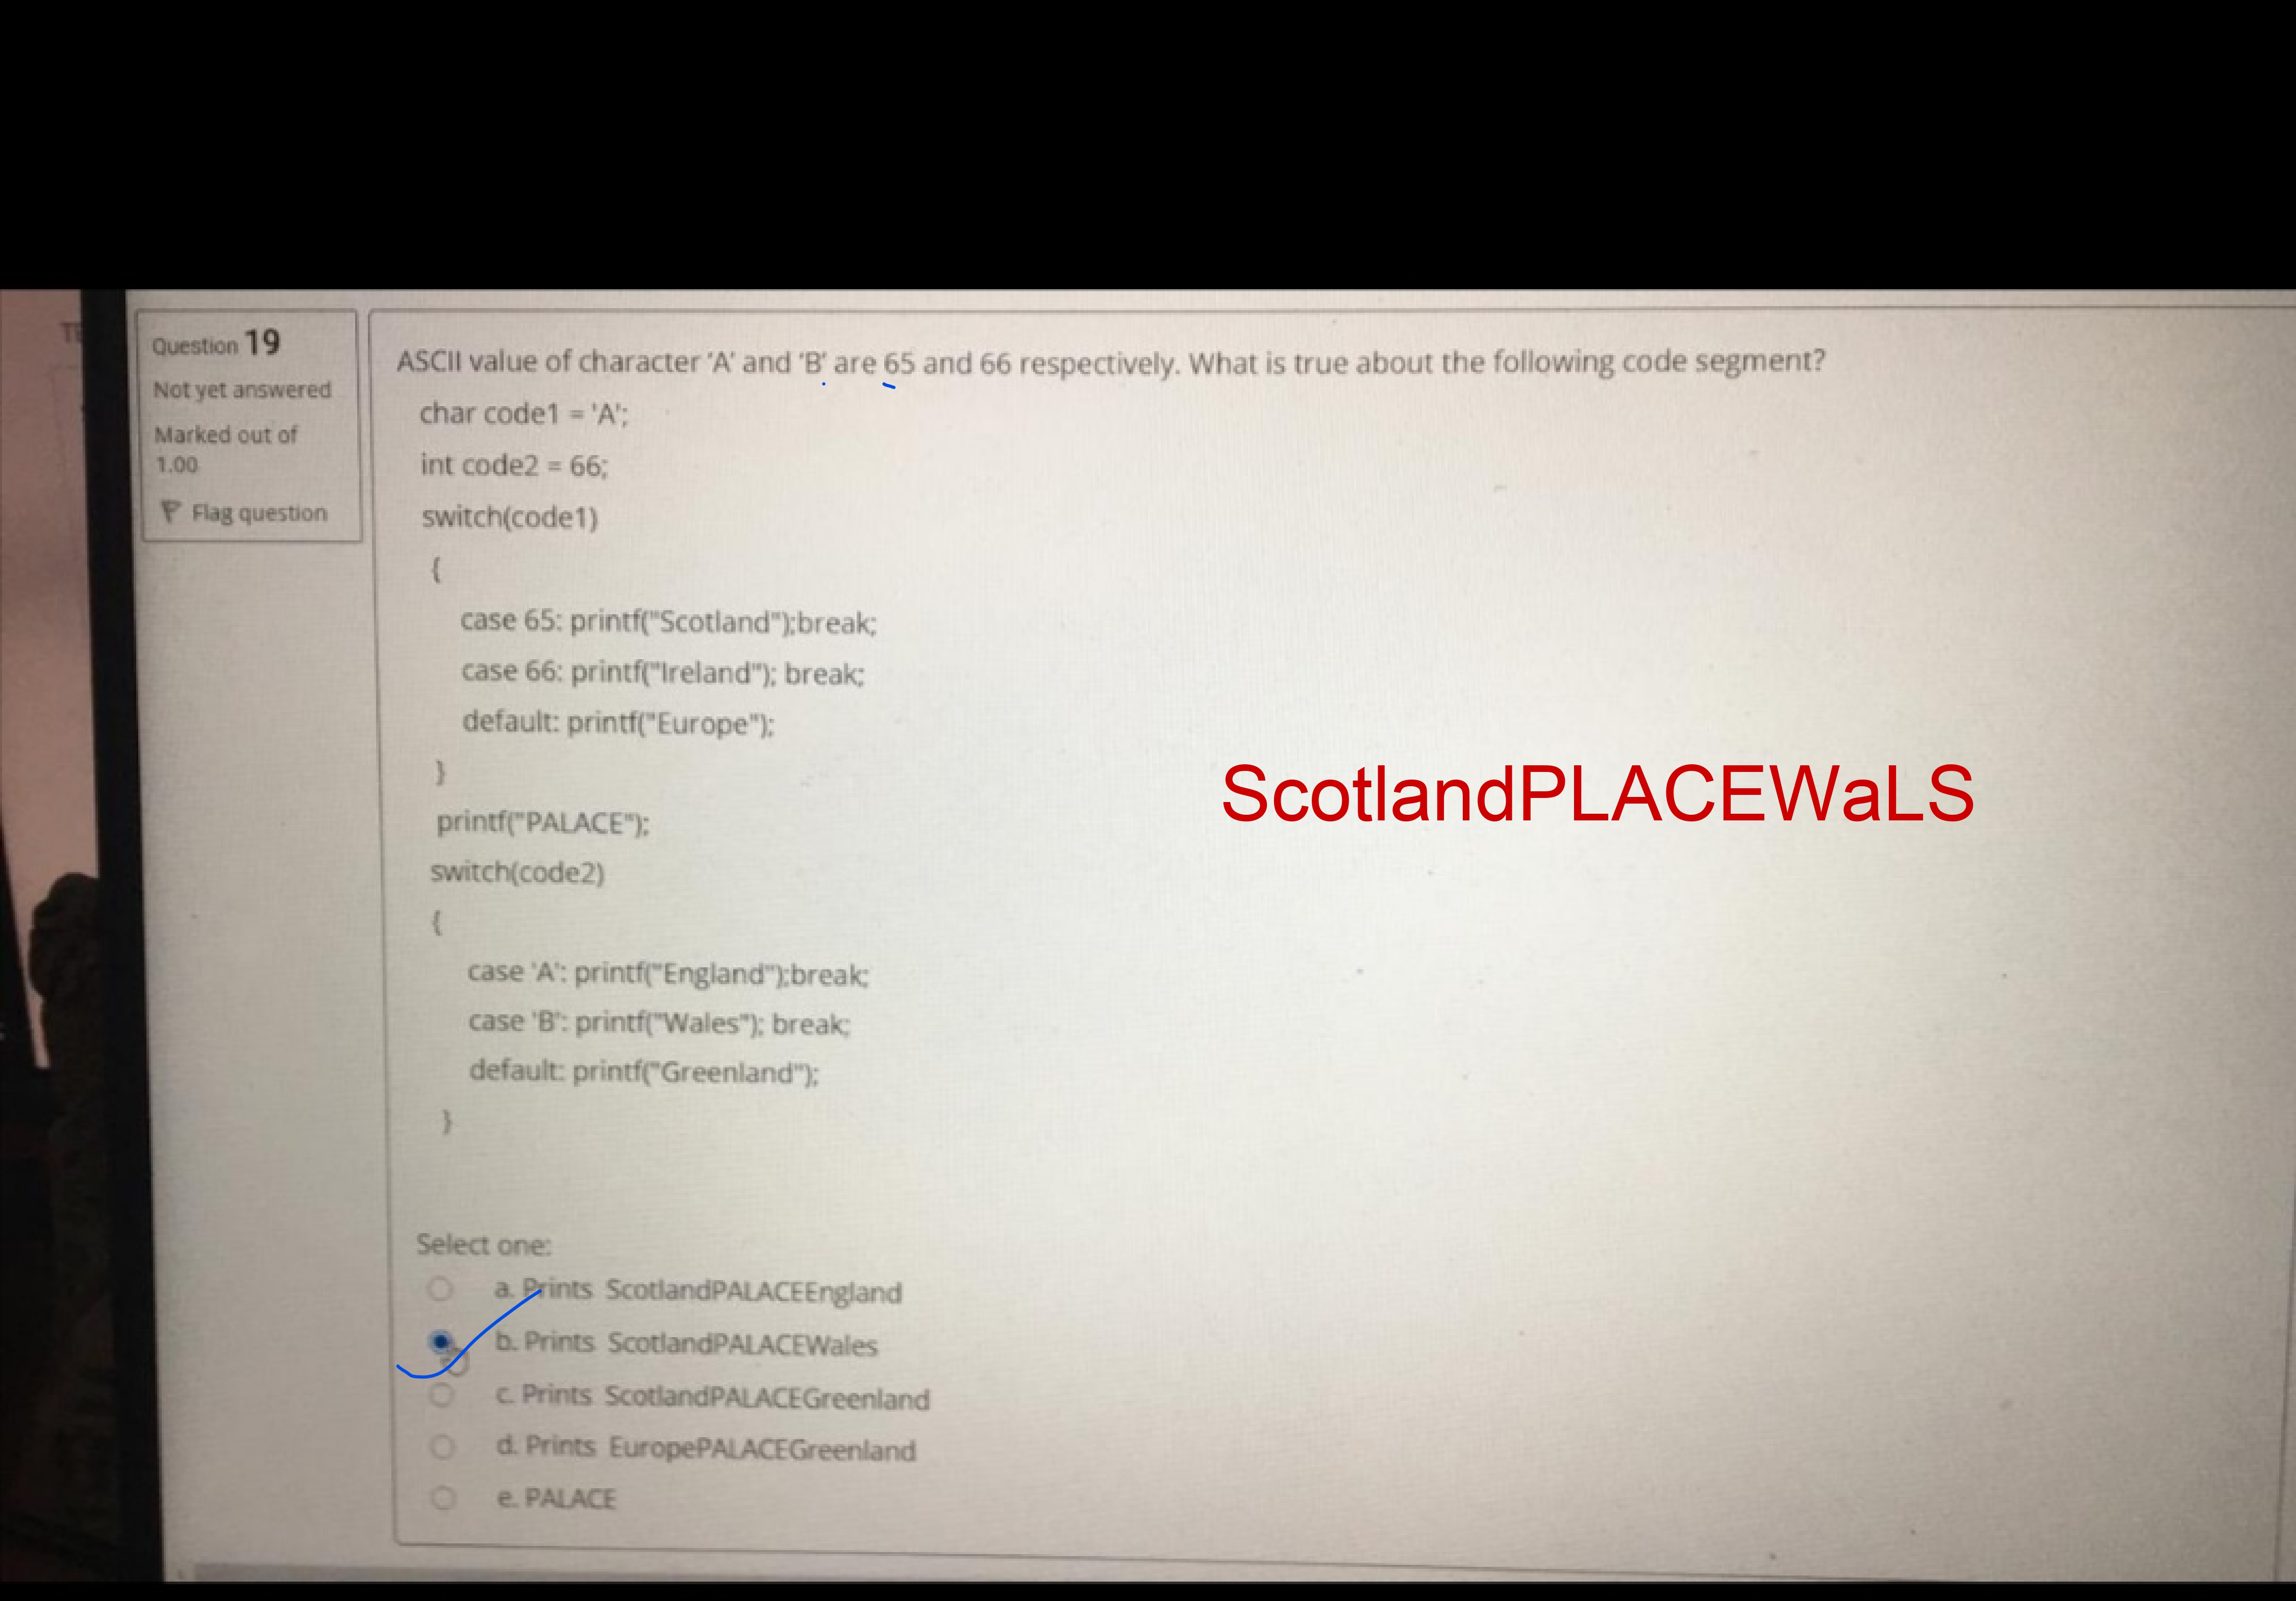 TE
Question 19
Not yet answered
Marked out of
1.00
Flag question
ASCII value of character ‘A’ and ‘B’ are 65 and 66 respectively. What is true about the following code segment?
char code1 = 'A';
int code2 = 66;
switch(code1)
{
case 65: printf("Scotland");break;
case 66: printf("Ireland"); break;
default: printf("Europe");
}
printf("PALACE");
switch(code2)
{
case 'A': printf("England");break;
case 'B': printf("Wales"); break;
default: printf("Greenland");
}
ScotlandPLACEWaLS
Select one:
a. Prints ScotlandPALACEEngland
b. Prints ScotlandPALACEWales
c. Prints ScotlandPALACEGreenland
d. Prints EuropePALACEGreenland
e. PALACE